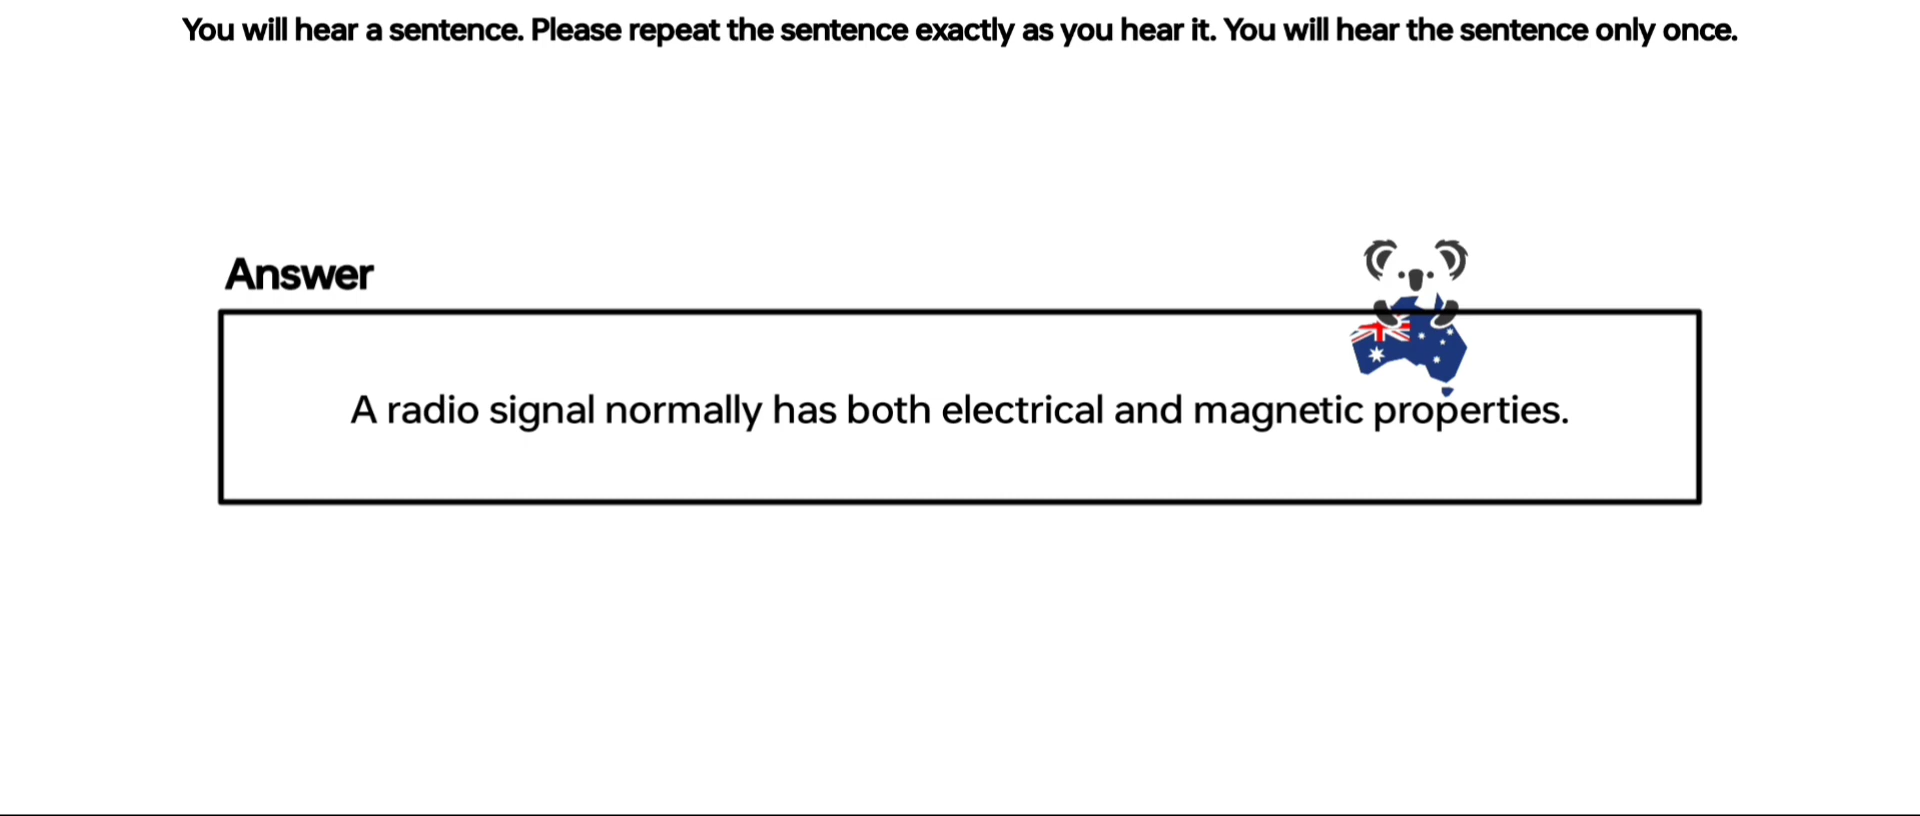 You will hear a sentence. Please repeat the sentence exactly as you hear it. You will hear the sentence only once.
Answer
A radio signal normally has both electrical and magnetic properties.